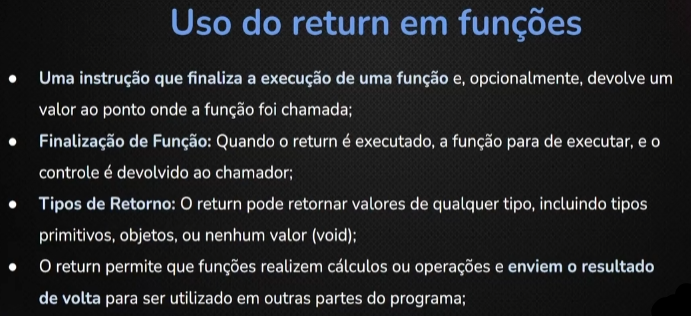 Uso do return em funções
● Uma instrução que finaliza a execução de uma função e, opcionalmente, devolve um
valor ao ponto onde a função foi chamada;
● Finalização de Função: Quando o return é executado, a função para de executar, e o
controle é devolvido ao chamador;
● Tipos de Retorno: O return pode retornar valores de qualquer tipo, incluindo tipos
primitivos, objetos, ou nenhum valor (void);
● O return permite que funções realizem cálculos ou operações e enviem o resultado
de volta para ser utilizado em outras partes do programa;